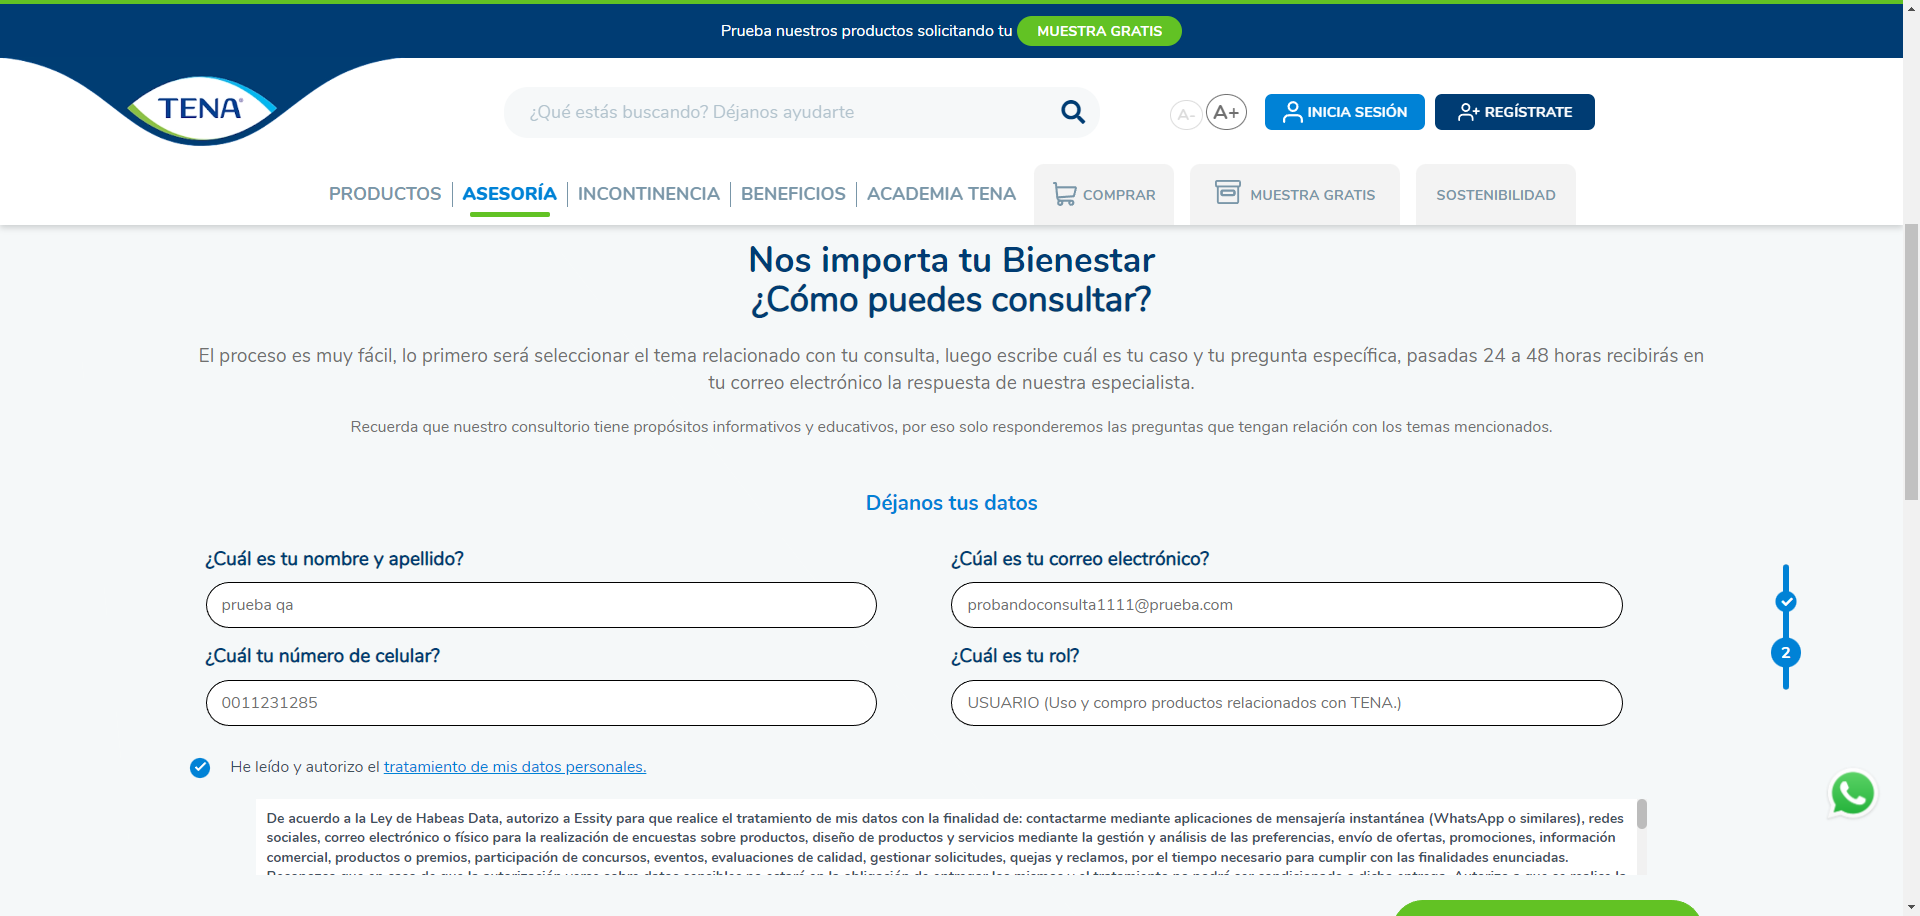 Prueba nuestros productos solicitando tu MUESTRA GRATIS
TENA®
¿Qué estás buscando? Déjanos ayudarte
A-
A+
INICIA SESIÓN
REGÍSTRATE
PRODUCTOS
ASESORÍA
INCONTINENCIA
BENEFICIOS
ACADEMIA TENA
COMPRAR
MUESTRA GRATIS
SOSTENIBILIDAD
Nos importa tu Bienestar
¿Cómo puedes consultar?
El proceso es muy fácil, lo primero será seleccionar el tema relacionado con tu consulta, luego escribe cuál es tu caso y tu pregunta específica, pasadas 24 a 48 horas recibirás en
tu correo electrónico la respuesta de nuestra especialista.
Recuerda que nuestro consultorio tiene propósitos informativos y educativos, por eso solo responderemos las preguntas que tengan relación con los temas mencionados.
Déjanos tus datos
¿Cuál es tu nombre y apellido?
prueba qa
¿Cúal es tu correo electrónico?
probandoconsulta1111@prueba.com
¿Cuál tu número de celular?
0011231285
¿Cuál es tu rol?
USUARIO (Uso y compro productos relacionados con TENA.)
2
He leído y autorizo el tratamiento de mis datos personales.
De acuerdo a la Ley de Habeas Data, autorizo a Essity para que realice el tratamiento de mis datos con la finalidad de: contactarme mediante aplicaciones de mensajería instantánea (WhatsApp o similares), redes
sociales, correo electrónico o físico para la realización de encuestas sobre productos, diseño de productos y servicios mediante la gestión y análisis de las preferencias, envío de ofertas, promociones, información
comercial, productos o premios, participación de concursos, eventos, evaluaciones de calidad, gestionar solicitudes, quejas y reclamos, por el tiempo necesario para cumplir con las finalidades enunciadas.